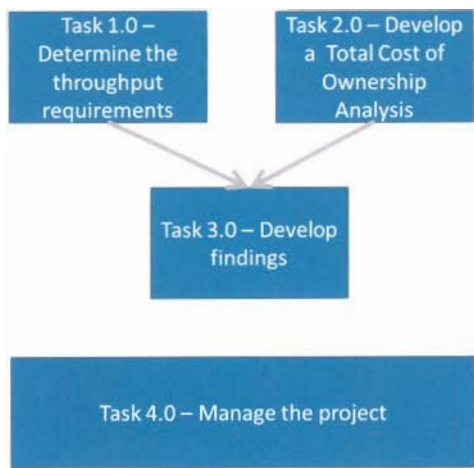 Task 1.0 –
Determine the
throughput
requirements
Task 2.0 – Develop
a Total Cost of
Ownership
Analysis
Task 3.0 – Develop
findings
Task 4.0 – Manage the project